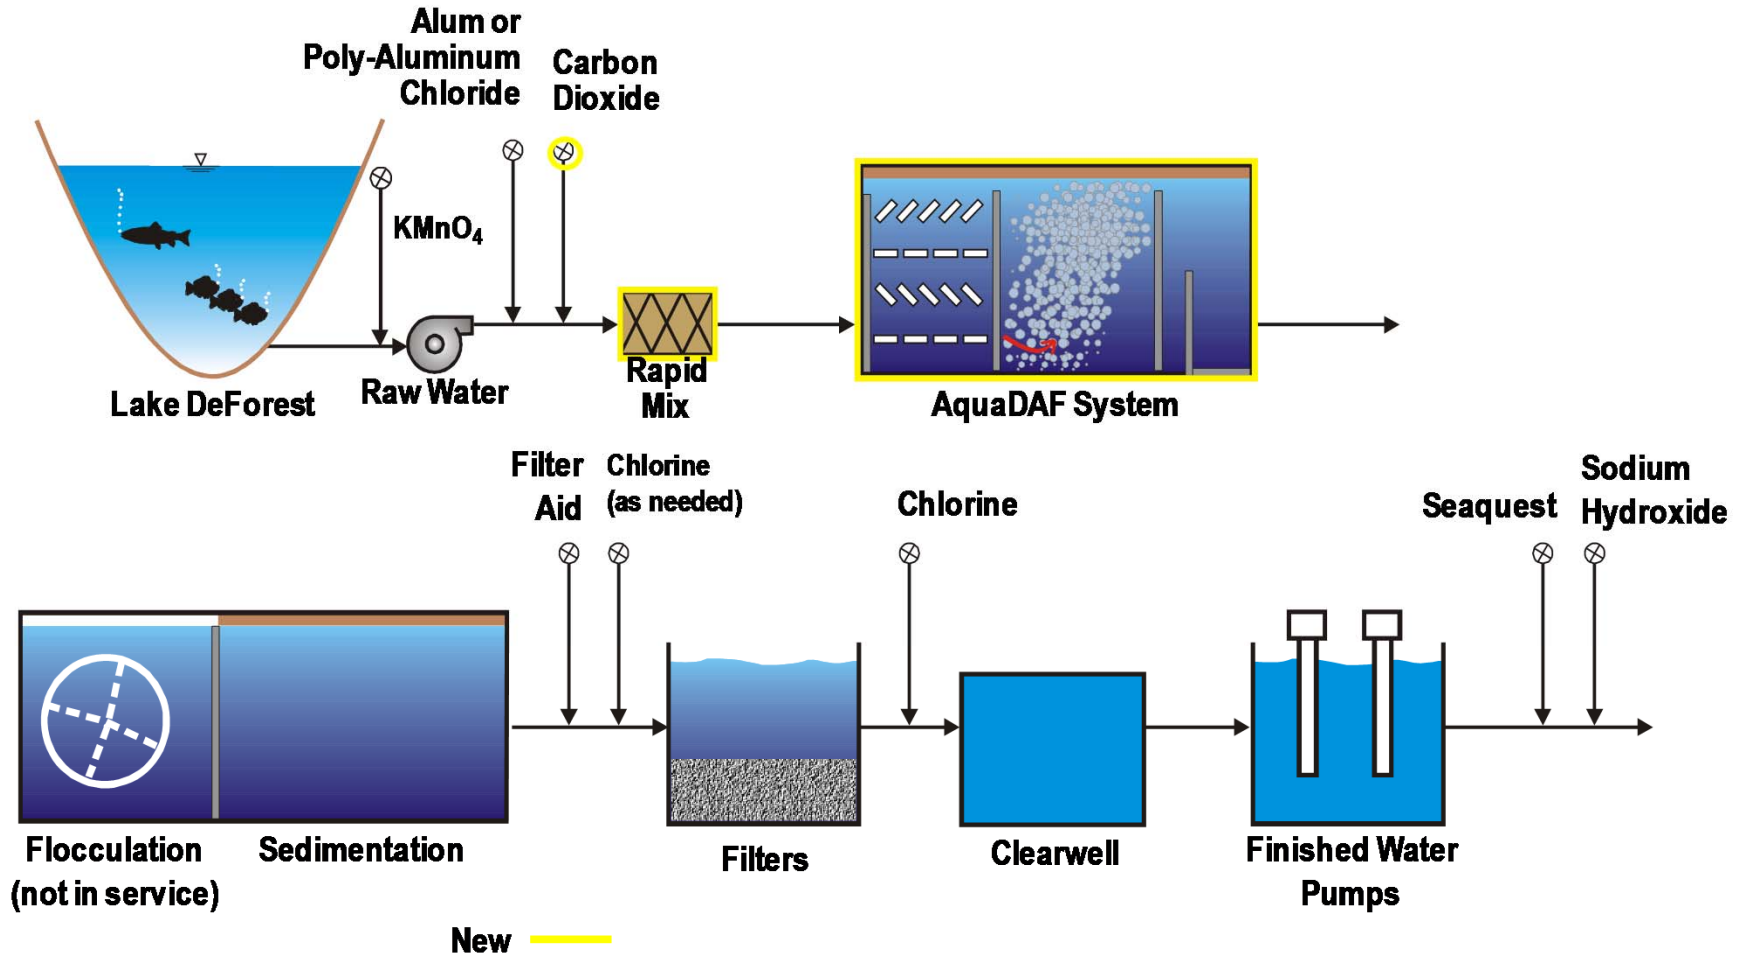 Alum or
Poly-Aluminum
Chloride
Carbon
Dioxide
KMnO₄
Lake DeForest
Raw Water
Rapid
Mix
AquaDAF System
Filter
Aid
Chlorine
(as needed)
Chlorine
Seaquest
Sodium
Hydroxide
Flocculation
(not in service)
Sedimentation
Filters
Clearwell
Finished Water
Pumps
New